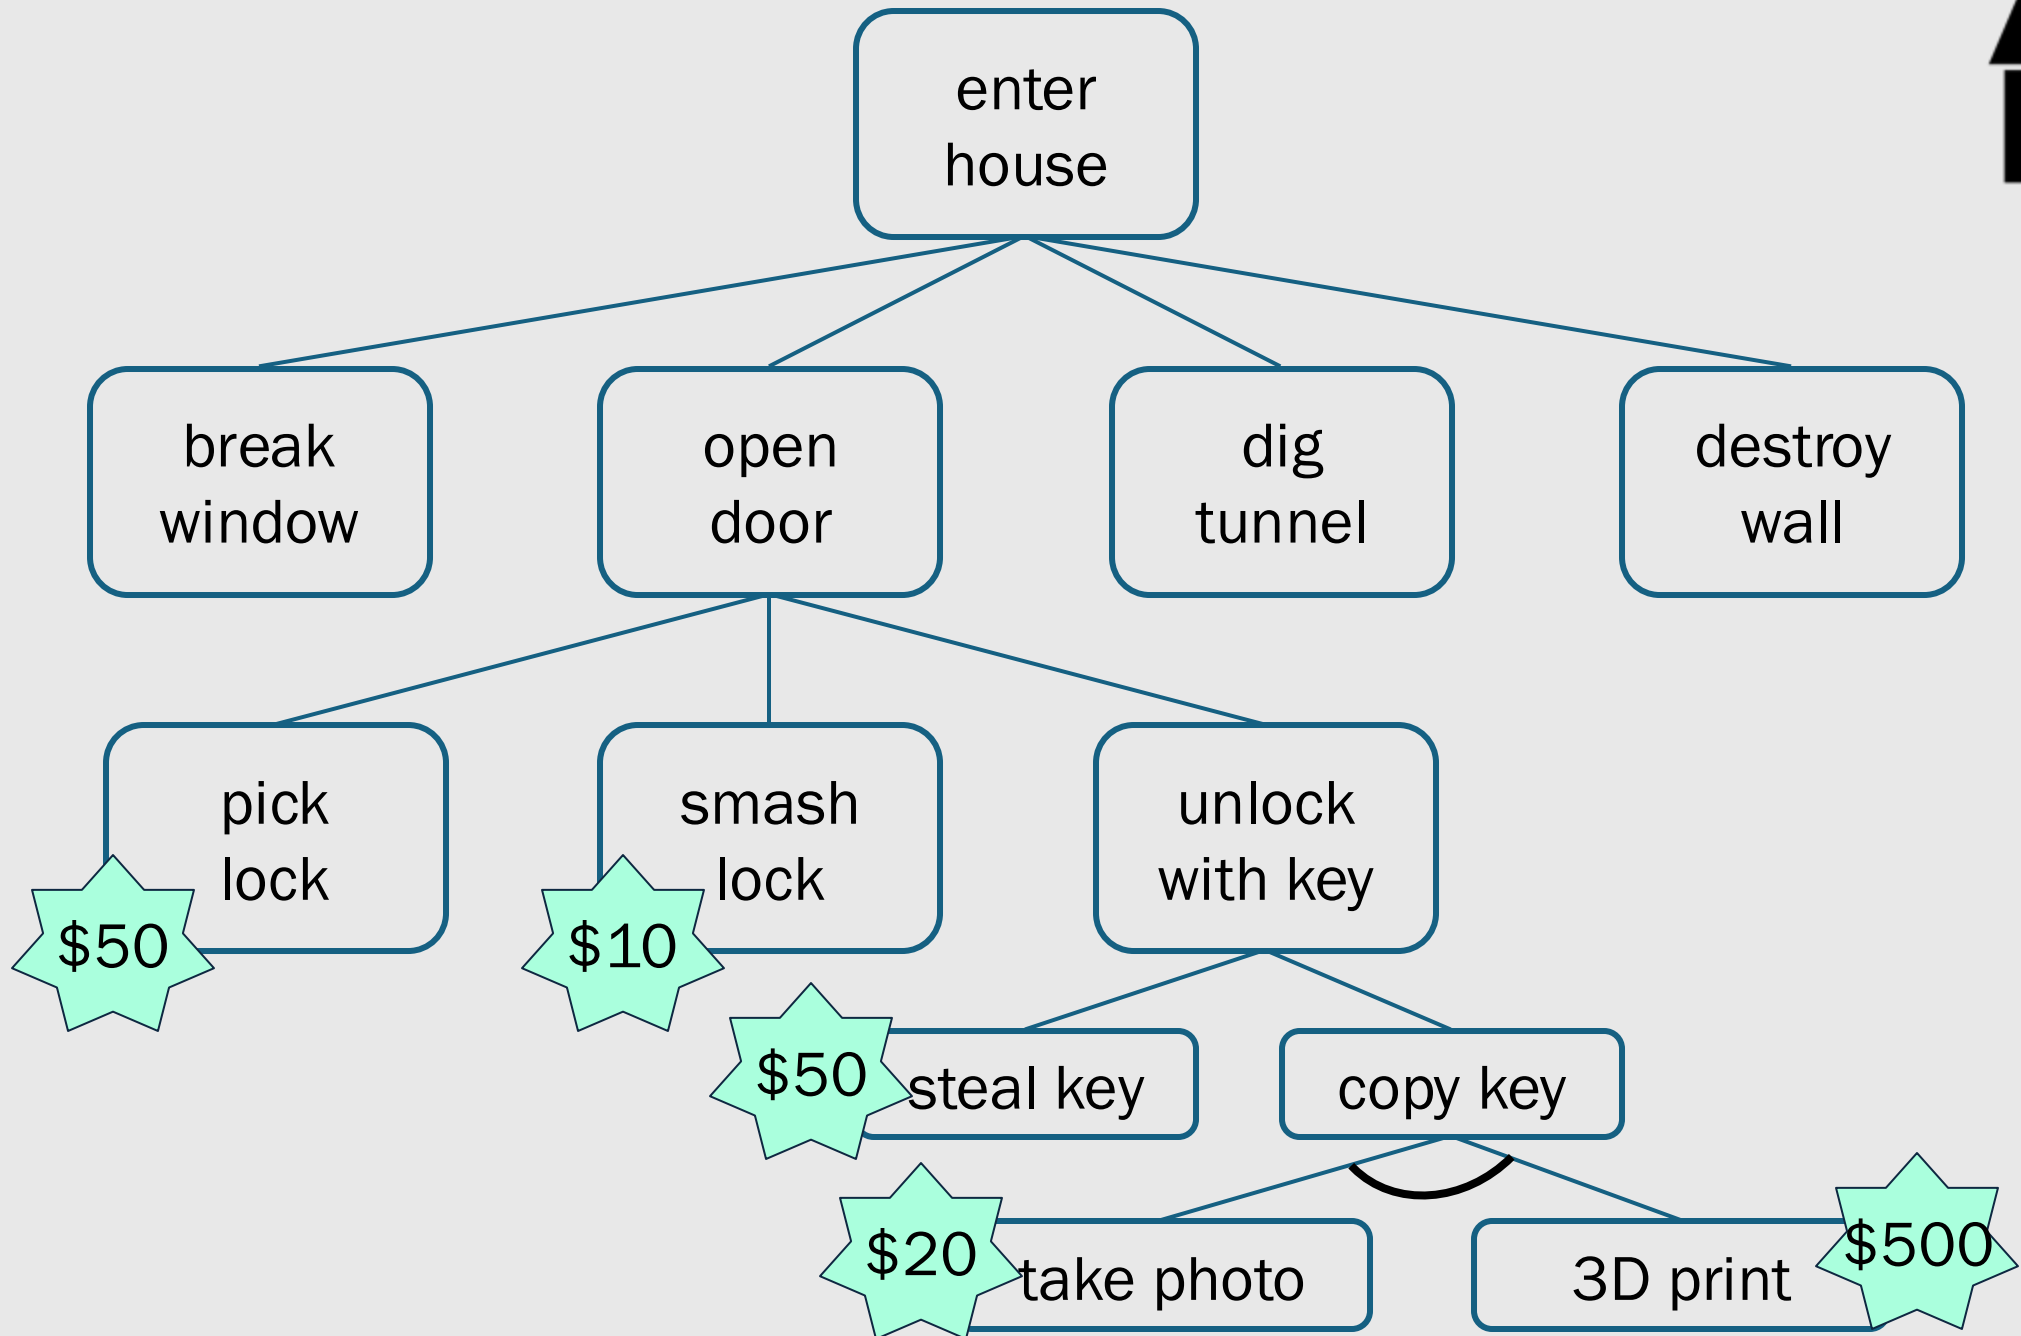 enter
house
break
window
open
door
dig
tunnel
destroy
wall
pick
lock
$50
smash
lock
$10
unlock
with key
$50
steal key
copy key
$20
take photo
3D print
$500